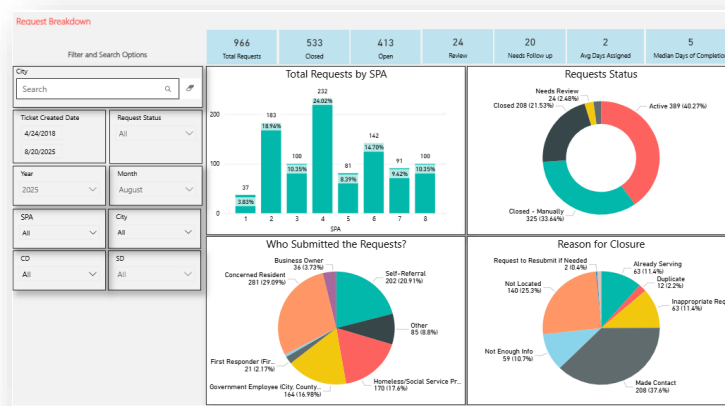 Request Breakdown
Filter and Search Options
966
Total Requests
533
Closed
413
Open
24
Review
20
Needs Follow up
2
Avg Days Assigned
5
Median Days of Completion
City
Search
Ticket Created Date
4/24/2018
8/20/2025
Request Status
All
Year
2025
Month
August
SPA
All
City
All
CD
All
SD
All
Total Requests by SPA
200
100
0
37
3.83%
183
18.94%
100
10.35%
232
24.02%
81
8.39%
142
14.70%
91
9.42%
100
10.35%
1 2 3 4 5 6 7 8
SPA
Requests Status
Needs Review
24 (2.48%)
Closed 208 (21.53%)
Active 389 (40.27%)
Closed - Manually
325 (33.64%)
Who Submitted the Requests?
Business Owner
36 (3.73%)
Concerned Resident
281 (29.09%)
Self-Referral
202 (20.91%)
Other
85 (8.8%)
First Responder (Fir...
21 (2.17%)
Homeless/Social Service Pr...
170 (17.6%)
Government Employee (City, County...
164 (16.98%)
Reason for Closure
Request to Resubmit if Needed
2 (0.4%)
Already Serving
63 (11.4%)
Duplicate
12 (2.2%)
Not Located
140 (25.3%)
Inappropriate Req
63 (11.4%)
Not Enough Info
59 (10.7%)
Made Contact
208 (37.6%)